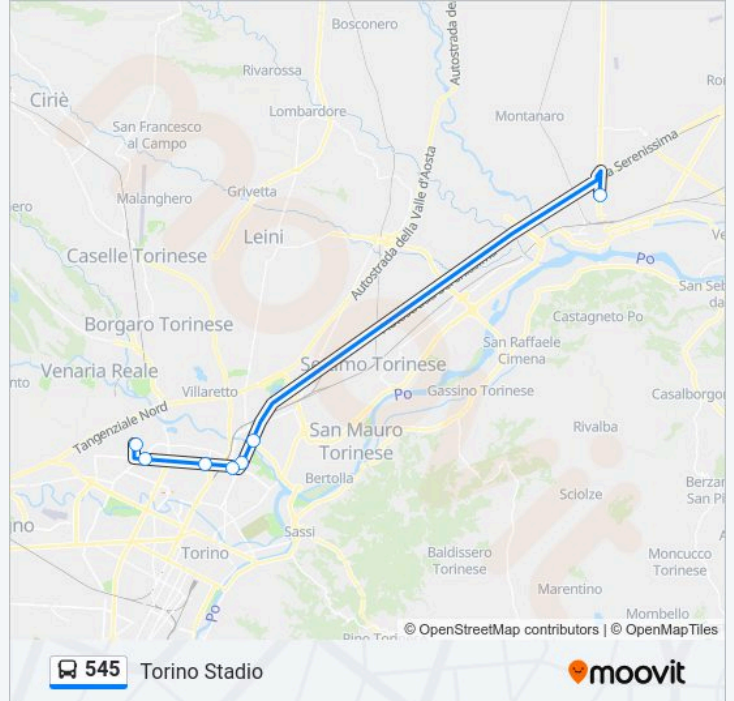 Bosconero
Autostrada de
Rivarossa
Ciriè
Lombardore
Montanaro
San Francesco
al Campo
a Serenissima
Autostrada della Valle d'Aosta
Malanghero
Grivetta
ero
Leini
Caselle Torinese
Po
San Seb
da
Castagneto Po
Borgaro Torinese
San Raffaele
Cimena
Settimo Torinese
Venaria Reale
nto
Villaretto
Po
Gassino Torinese
Casalborgo
Tangenziale Nord
San Mauro
Torinese
Rivalba
Bertolla
Sciolze
Berza
San Pi
no
Sassi
Torino
Baldissero
Torinese
Moncucco
Torinese
Marentino
Po
Mombello
© OpenStreetMap contributors | © OpenMapTiles
545
Torino Stadio
moovit